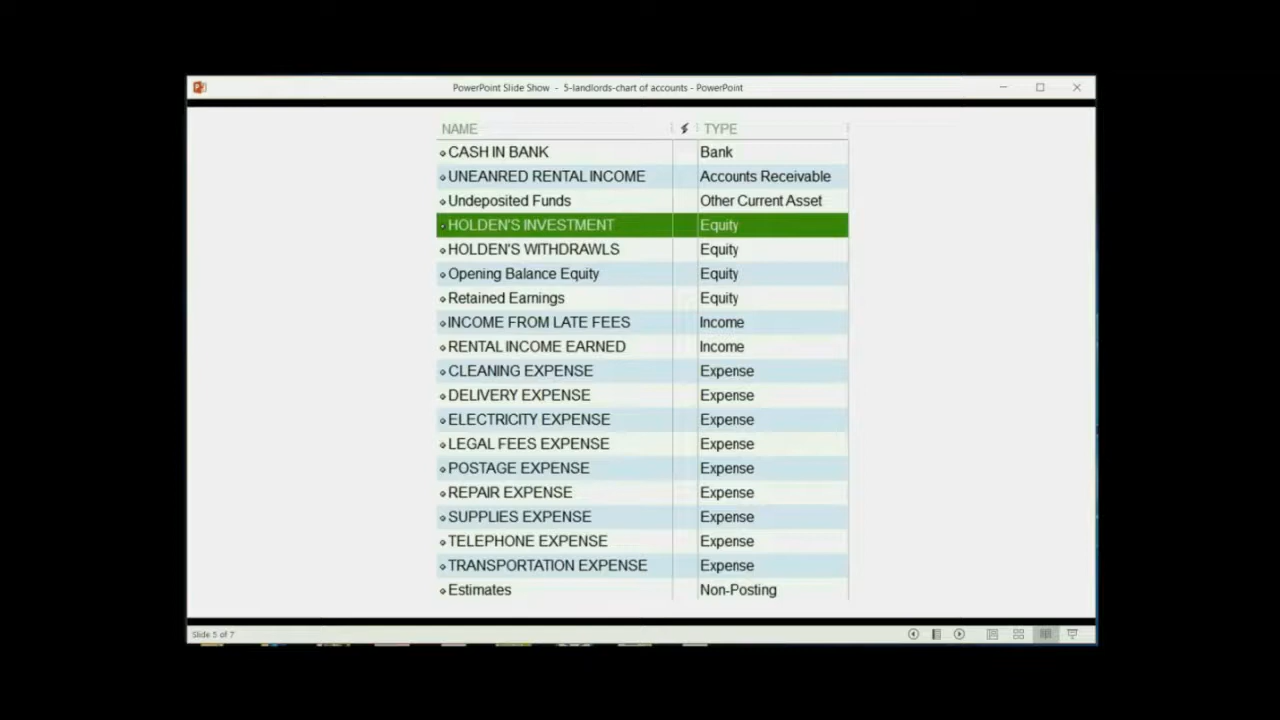 PowerPoint Slide Show - 5-landlords-chart of accounts - PowerPoint
NAME TYPE
CASH IN BANK Bank
UNEANRED RENTAL INCOME Accounts Receivable
Undeposited Funds Other Current Asset
HOLDEN'S INVESTMENT Equity
HOLDEN'S WITHDRAWLS Equity
Opening Balance Equity Equity
Retained Earnings Equity
INCOME FROM LATE FEES Income
RENTAL INCOME EARNED Income
CLEANING EXPENSE Expense
DELIVERY EXPENSE Expense
ELECTRICITY EXPENSE Expense
LEGAL FEES EXPENSE Expense
POSTAGE EXPENSE Expense
REPAIR EXPENSE Expense
SUPPLIES EXPENSE Expense
TELEPHONE EXPENSE Expense
TRANSPORTATION EXPENSE Expense
Estimates Non-Posting
Slide 5 of 7